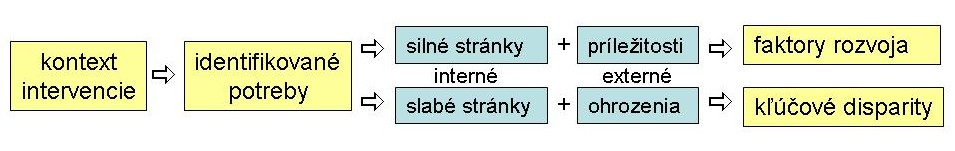 kontext
intervencie
identifikované
potreby
silné stránky + príležitosti
interné externé
slabé stránky + ohrozenia
faktory rozvoja
kľúčové disparity